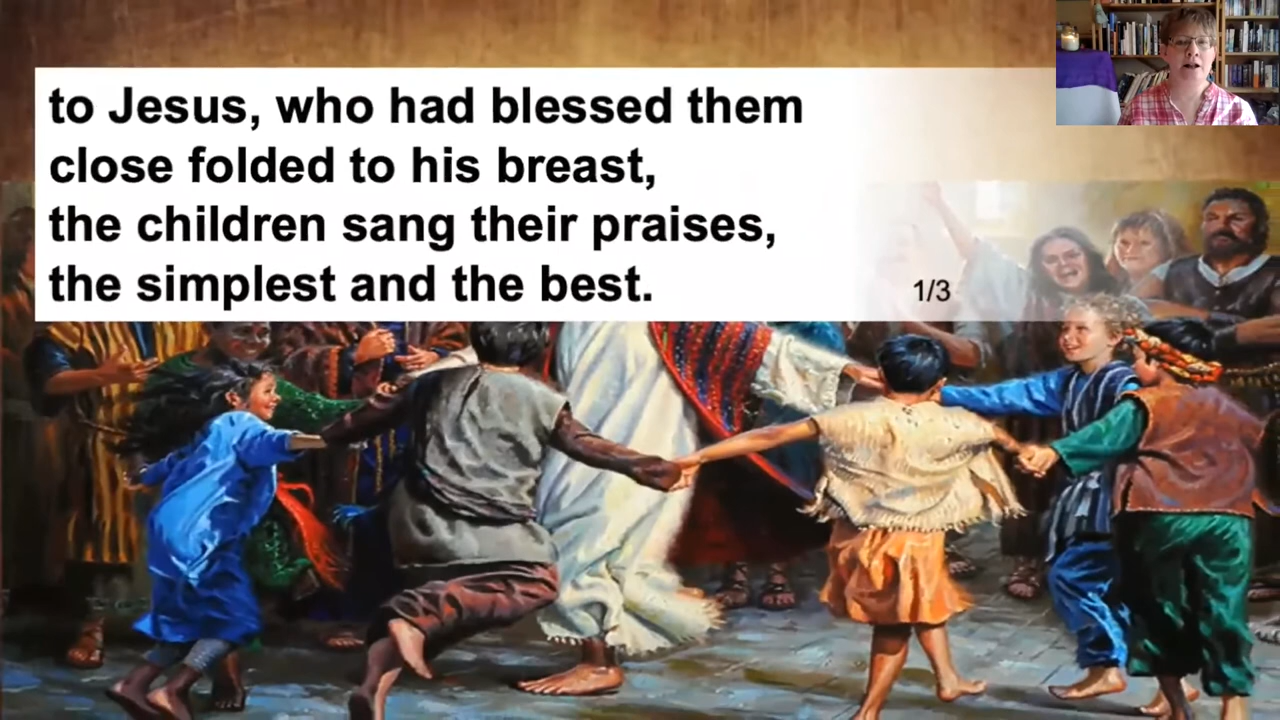 to Jesus, who had blessed them
close folded to his breast,
the children sang their praises,
the simplest and the best.
1/3